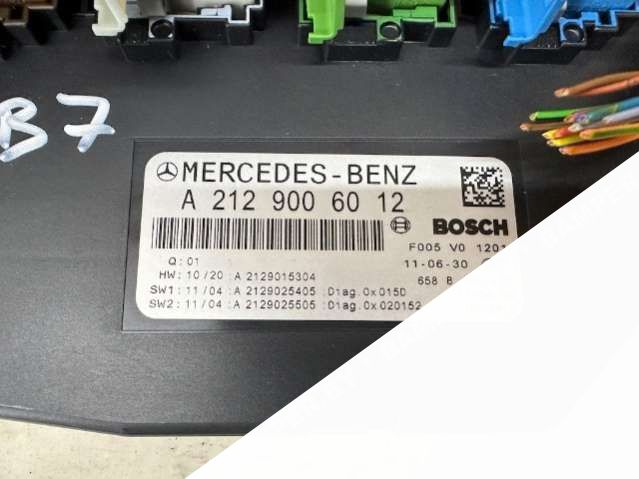 B7
MERCEDES-BENZ
A 212 900 60 12
BOSCH
F005 V0 1201
Q:01
11-06-30
HW: 10/20 :A 2129015304
658 B
SW1: 11/04 :A 2129025405 :Diag.0x015D
SW2: 11/04 :A 2129025505 :Diag.0x020152